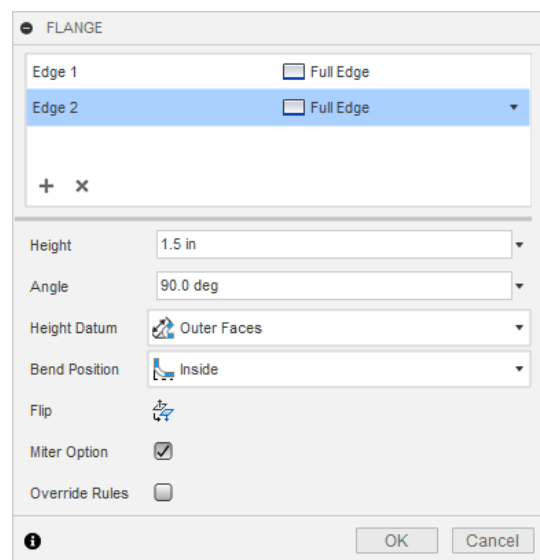 FLANGE
Edge 1 Full Edge
Edge 2 Full Edge
Height 1.5 in
Angle 90.0 deg
Height Datum Outer Faces
Bend Position Inside
Flip
Miter Option
Override Rules
OK Cancel